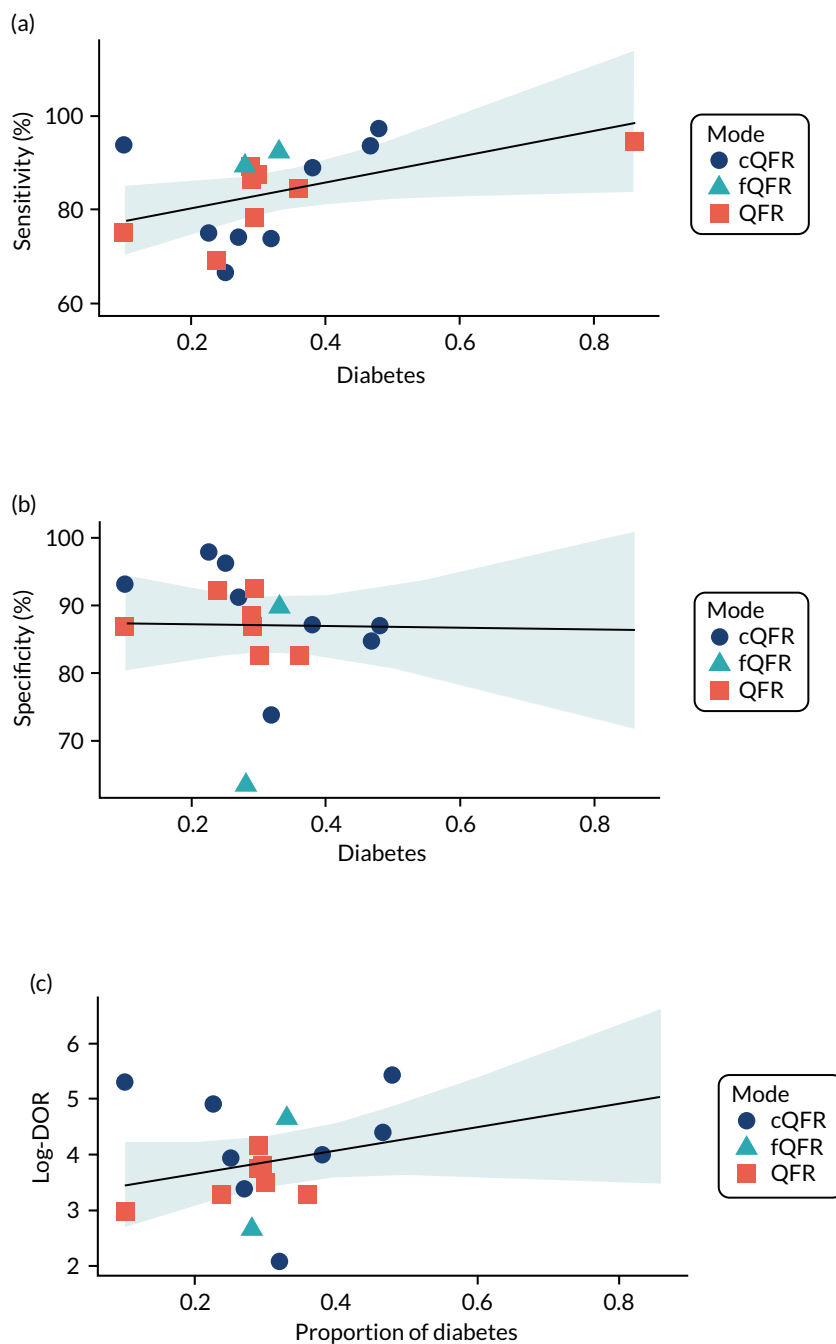 (a)
100
80
60
Sensitivity (%)
0.2 0.4 0.6 0.8
Diabetes
Mode
cQFR
fQFR
QFR
(b)
100
90
80
70
Specificity (%)
0.2 0.4 0.6 0.8
Diabetes
Mode
cQFR
fQFR
QFR
(c)
6
5
4
3
2
Log-DOR
0.2 0.4 0.6 0.8
Proportion of diabetes
Mode
cQFR
fQFR
QFR